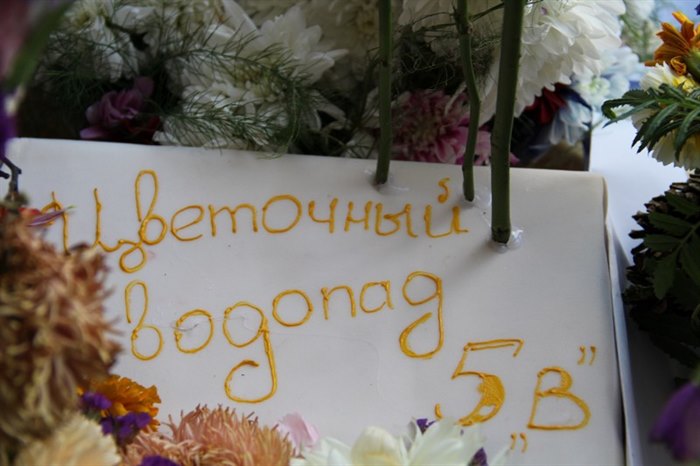 Цветочный
водопад
5 „В”